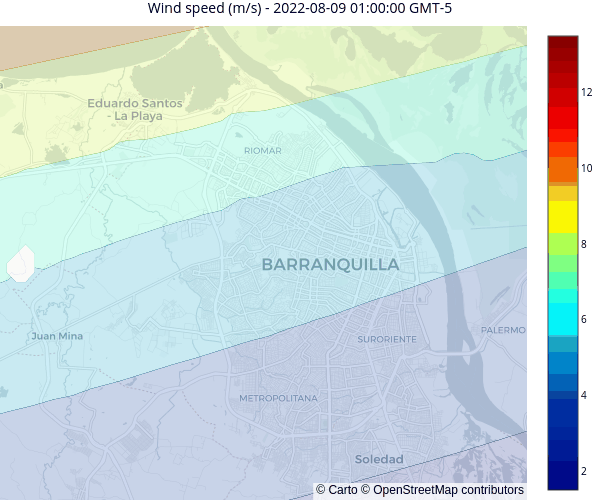 Wind speed (m/s) - 2022-08-09 01:00:00 GMT-5
Eduardo Santos
- La Playa
RIOMAR
BARRANQUILLA
Juan Mina
SURORIENTE
PALERMO
METROPOLITANA
Soledad
© Carto © OpenStreetMap contributors
12
10
8
6
4
2